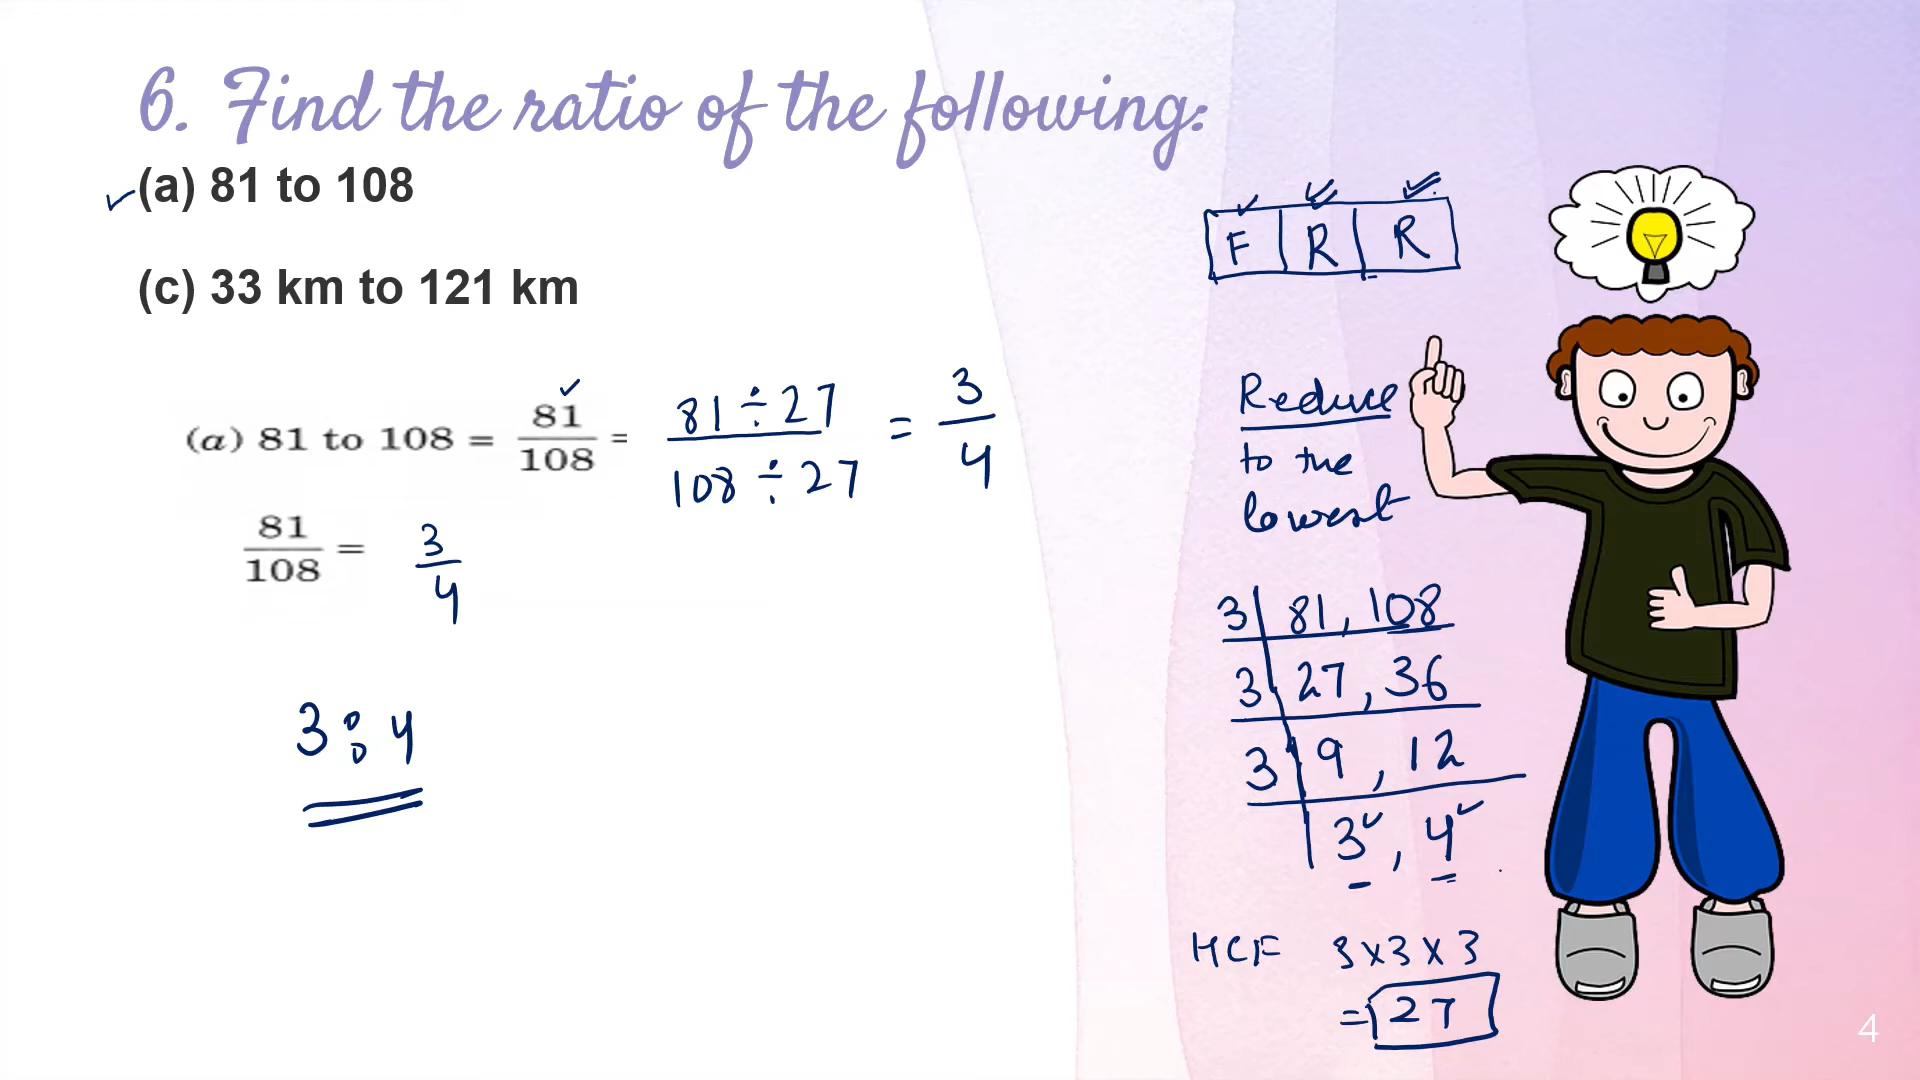 6. Find the ratio of the following:
(a) 81 to 108
(c) 33 km to 121 km
F R R
(a) 81 to 108 = 81/108 = 81 ÷ 27 / 108 ÷ 27 = 3/4
81/108 = 3/4
3 : 4
Reduce
to the
lowest
3 | 81, 108
3 | 27, 36
3 | 9, 12
| 3, 4
HCF 3 x 3 x 3
= 27
4